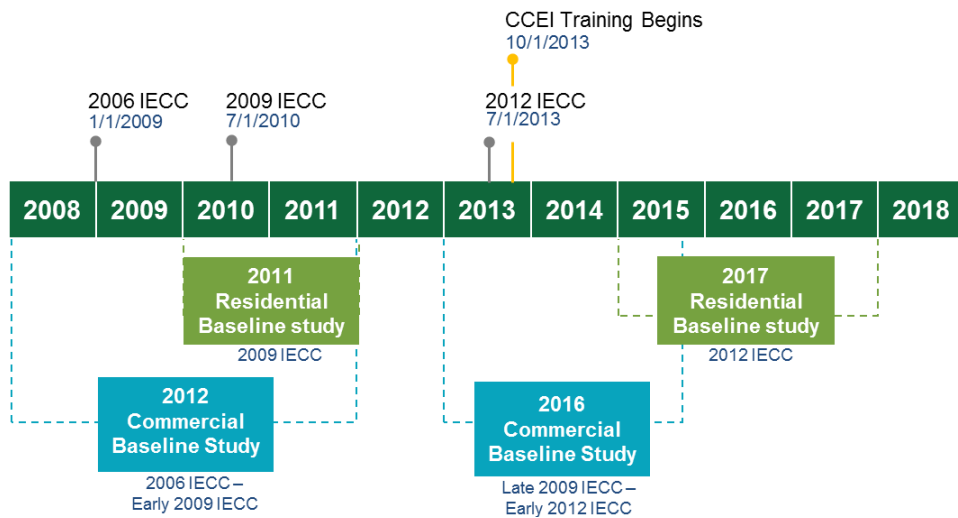 CCEI Training Begins
10/1/2013
2006 IECC
1/1/2009
2009 IECC
7/1/2010
2012 IECC
7/1/2013
2008 2009 2010 2011 2012 2013 2014 2015 2016 2017 2018
2011
Residential
Baseline study
2009 IECC
2017
Residential
Baseline study
2012 IECC
2012
Commercial
Baseline Study
2006 IECC –
Early 2009 IECC
2016
Commercial
Baseline Study
Late 2009 IECC –
Early 2012 IECC